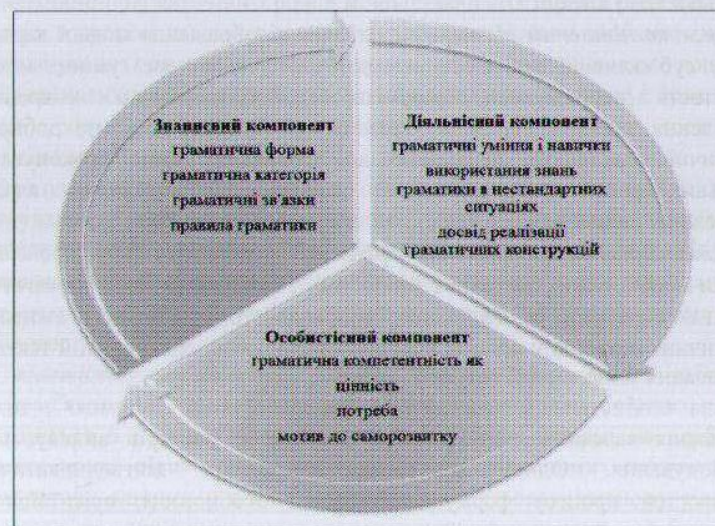 Знаннєвий компонент
граматична форма
граматична категорія
граматичні зв'язки
правила граматики
Діяльнісний компонент
граматичні уміння і навички
використання знань
граматики в нестандартних
ситуаціях
досвід реалізації
граматичних конструкцій
Особистісний компонент
граматична компетентність як
цінність
потреба
мотив до саморозвитку